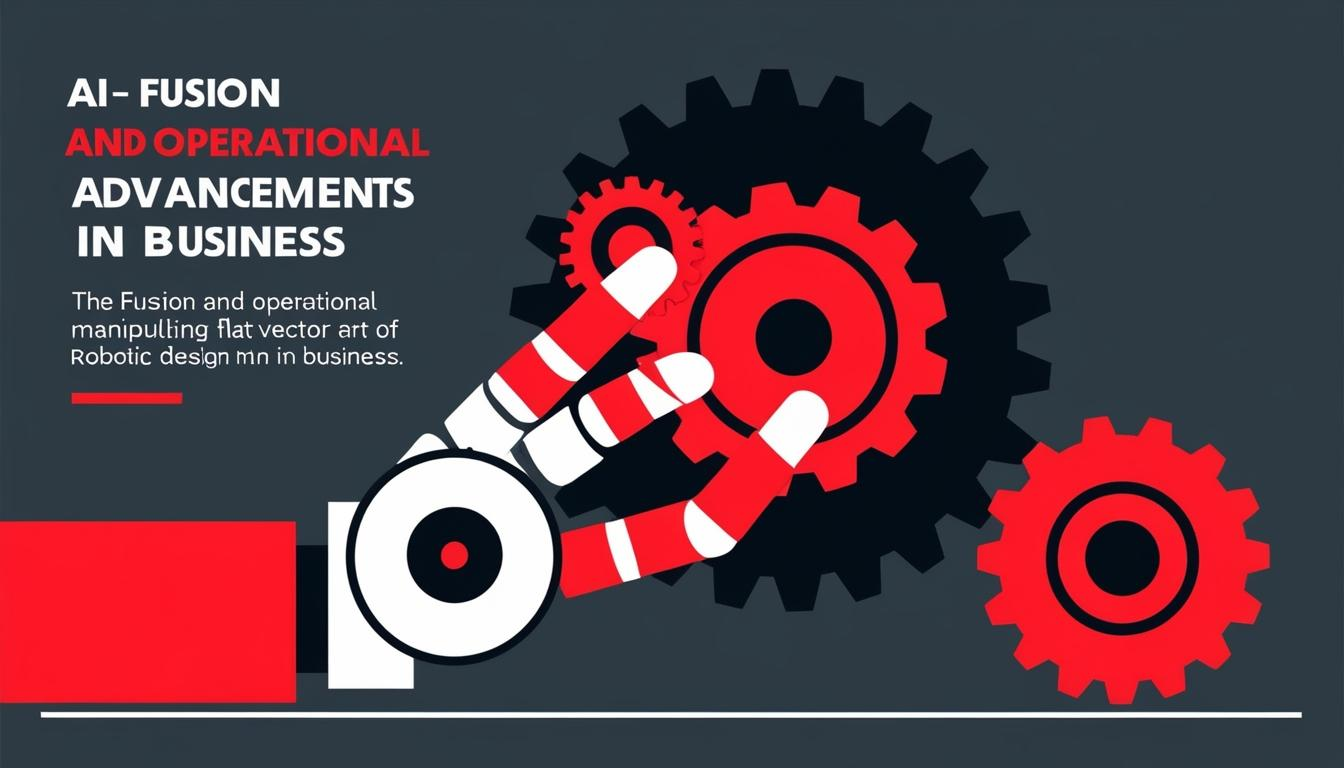 AI- FUSION
AND OPERATIONAL
ADVANCEMENTS
IN BUSINESS
The Fusion and operational
manipulling flat vector art of
Robotic design mn in business.